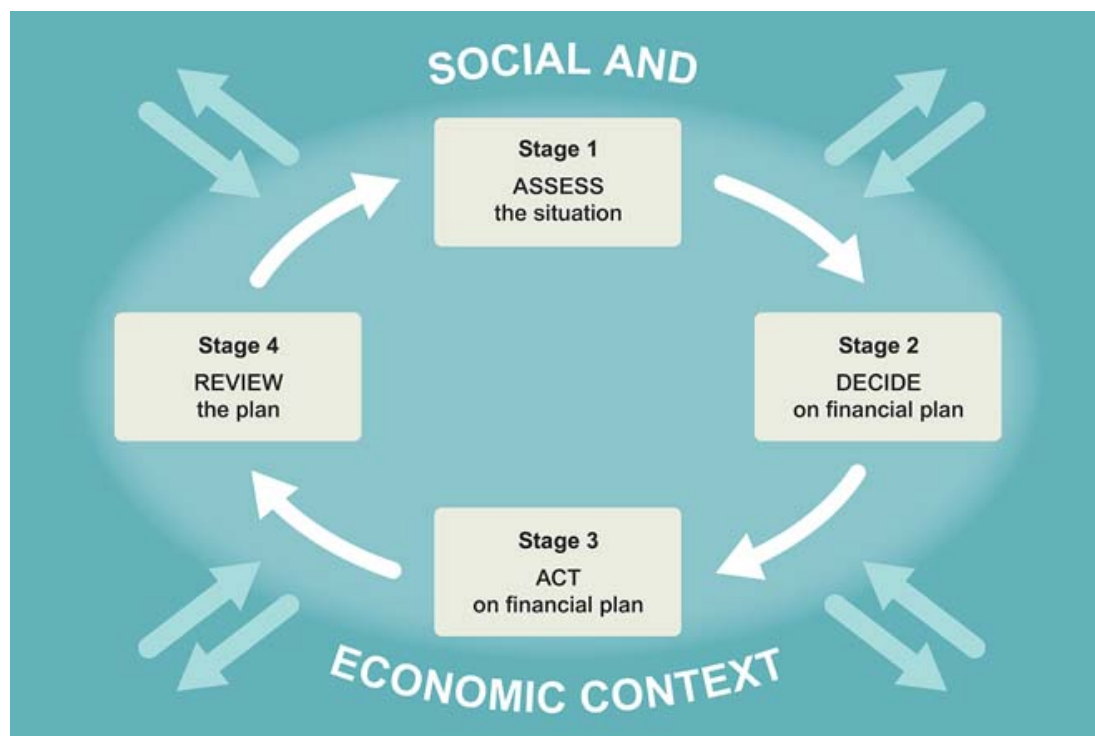 SOCIAL AND
Stage 1
ASSESS
the situation
Stage 2
DECIDE
on financial plan
Stage 3
ACT
on financial plan
Stage 4
REVIEW
the plan
ECONOMIC CONTEXT